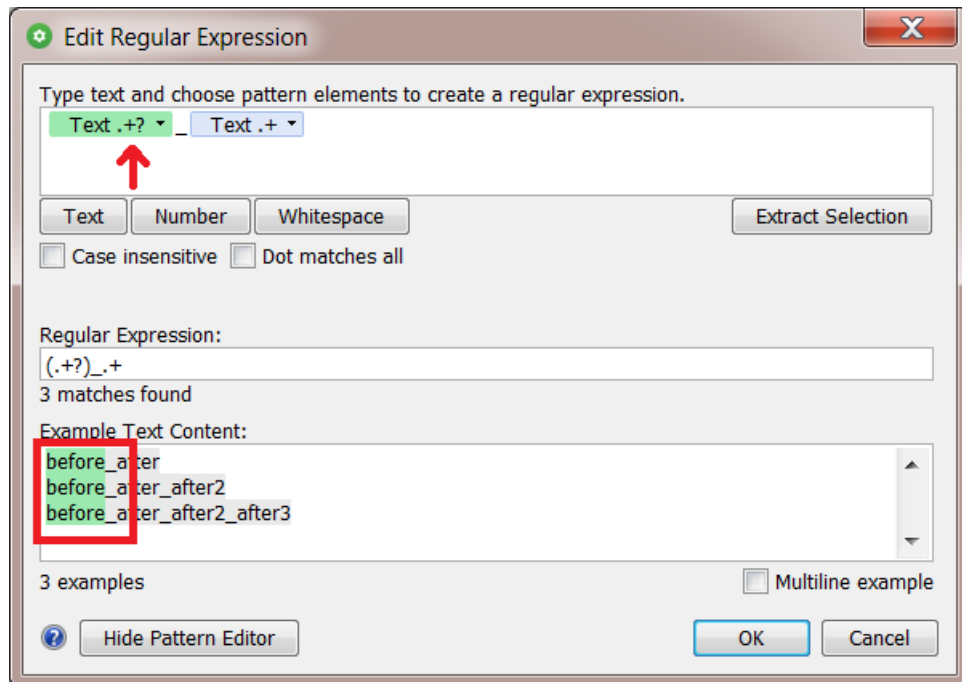 Edit Regular Expression
Type text and choose pattern elements to create a regular expression.
Text .+? _ Text .+
Text Number Whitespace Extract Selection
Case insensitive Dot matches all
Regular Expression:
(.+?)_.+
3 matches found
Example Text Content:
before_after
before_after_after2
before_after_after2_after3
3 examples Multiline example
? Hide Pattern Editor OK Cancel